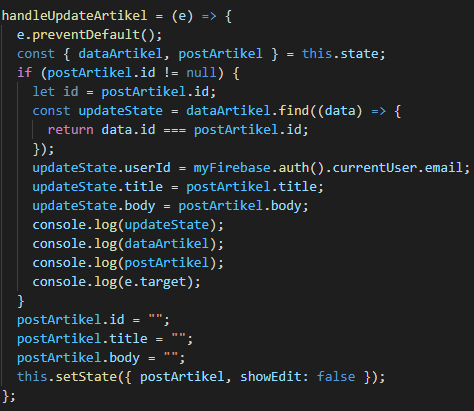 handleUpdateArtikel = (e) => {
  e.preventDefault();
  const { dataArtikel, postArtikel } = this.state;
  if (postArtikel.id != null) {
    let id = postArtikel.id;
    const updateState = dataArtikel.find((data) => {
      return data.id === postArtikel.id;
    });
    updateState.userId = myFirebase.auth().currentUser.email;
    updateState.title = postArtikel.title;
    updateState.body = postArtikel.body;
    console.log(updateState);
    console.log(dataArtikel);
    console.log(postArtikel);
    console.log(e.target);
  }
  postArtikel.id = "";
  postArtikel.title = "";
  postArtikel.body = "";
  this.setState({ postArtikel, showEdit: false });
};